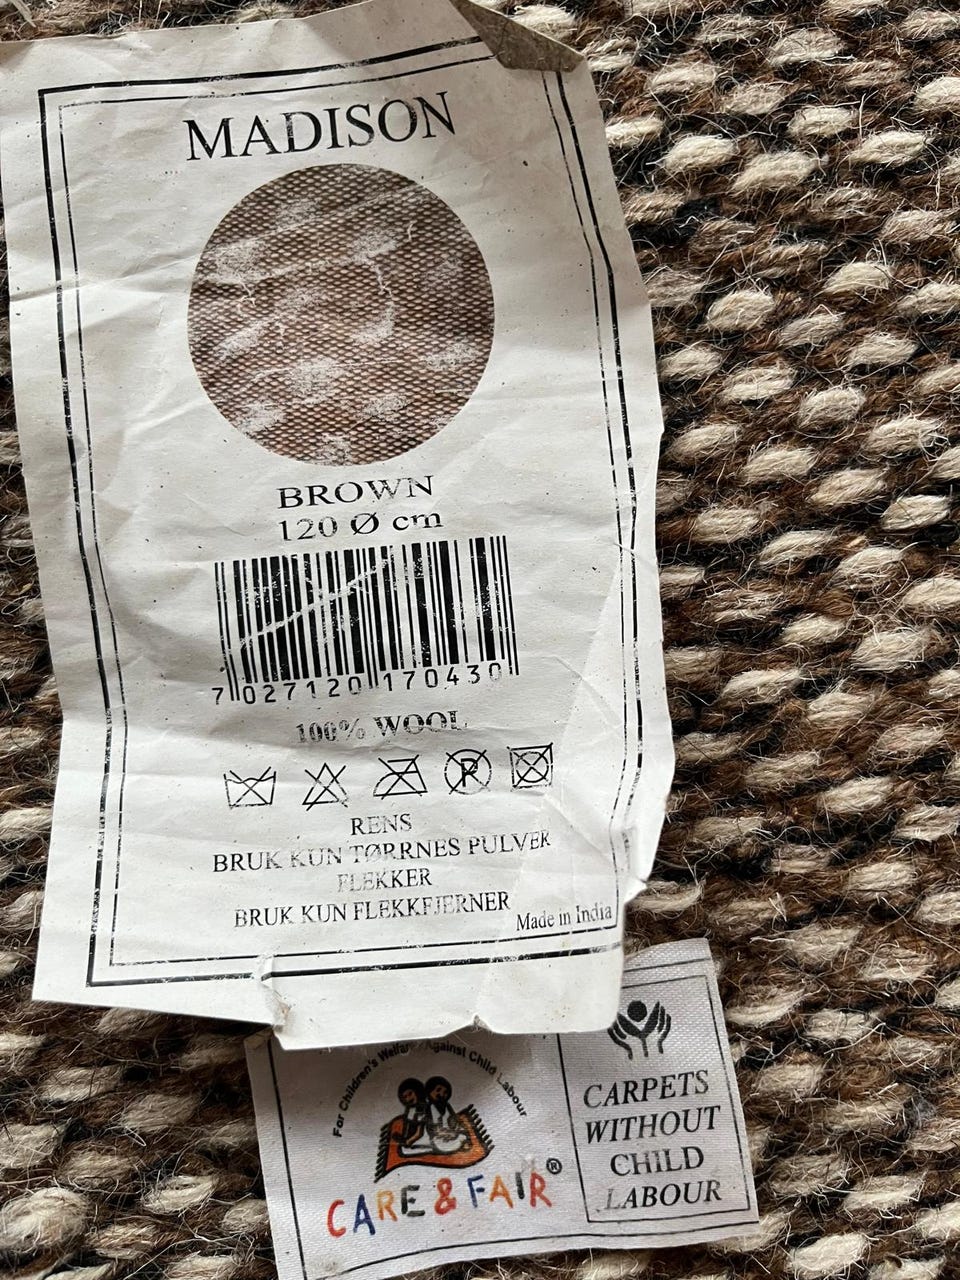 MADISON
BROWN
120 Ø cm
7 027120 170430
100% WOOL
P
RENS
BRUK KUN TØRRNES PULVER
FLEKKER
BRUK KUN FLEKKFJERNER
Made in India
For Children's Welfare Against Child Labour
CARE & FAIR®
CARPETS
WITHOUT
CHILD
LABOUR